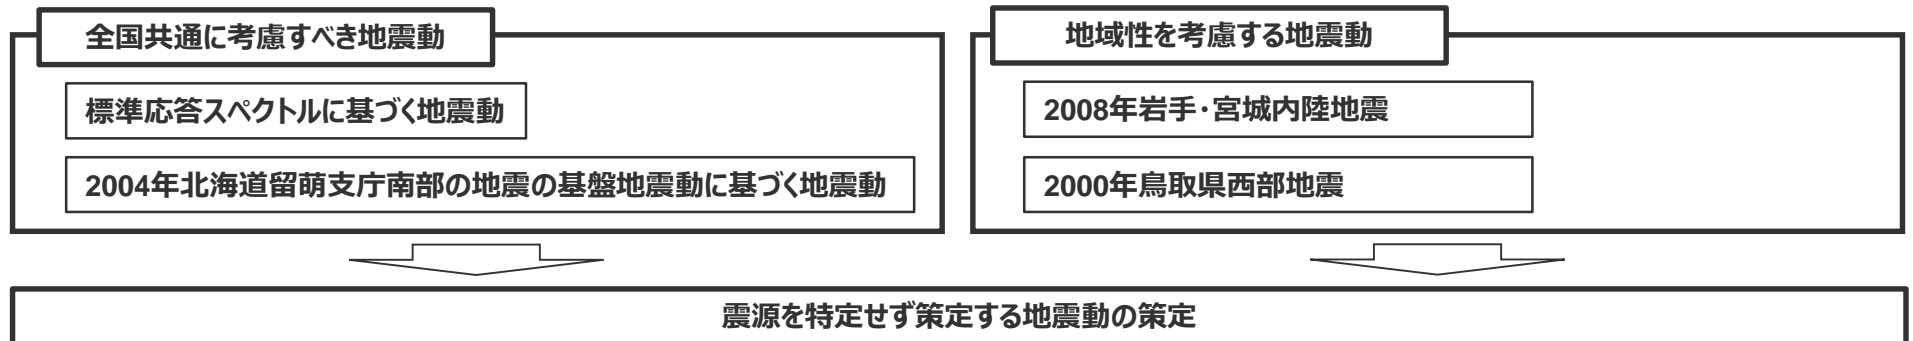 全国共通に考慮すべき地震動
標準応答スペクトルに基づく地震動
2004年北海道留萌支庁南部の地震の基盤地震動に基づく地震動
地域性を考慮する地震動
2008年岩手・宮城内陸地震
2000年鳥取県西部地震
震源を特定せず策定する地震動の策定